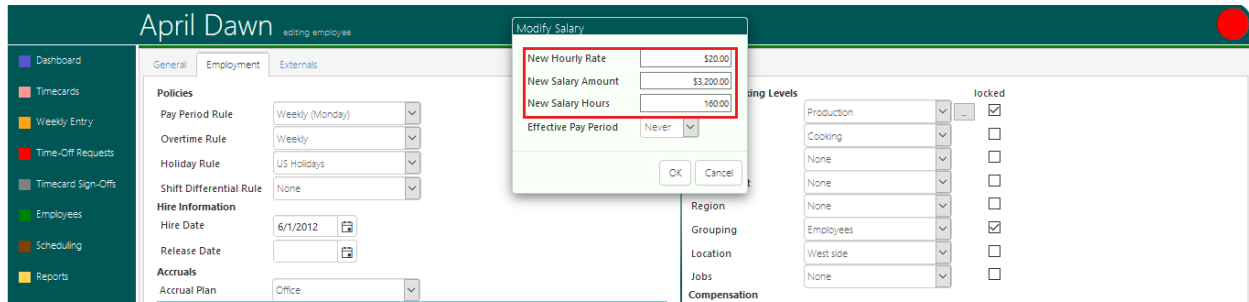 April Dawn editing employee
Modify Salary
New Hourly Rate $20.00
New Salary Amount $3,200.00
New Salary Hours 160:00
Effective Pay Period Never
OK Cancel
Dashboard
Timecards
Weekly Entry
Time-Off Requests
Timecard Sign-Offs
Employees
Scheduling
Reports
General Employment Externals
Policies
Pay Period Rule Weekly (Monday)
Overtime Rule Weekly
Holiday Rule US Holidays
Shift Differential Rule None
Hire Information
Hire Date 6/1/2012
Release Date
Accruals
Accrual Plan Office
Levels locked
Production ...
Cooking
None
None
Region None
Grouping Employees
Location West side
Jobs None
Compensation